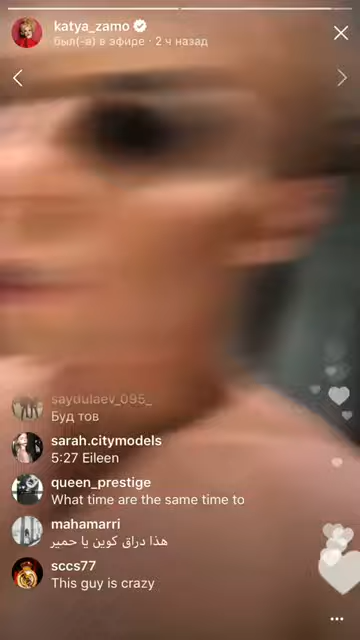 katya_zamo
был(-а) в эфире · 2 ч назад
saydulaev_095_
Буд тов
sarah.citymodels
5:27 Eileen
queen_prestige
What time are the same time to
mahamarri
هذا دراق كوين يا حمير
sccs77
This guy is crazy